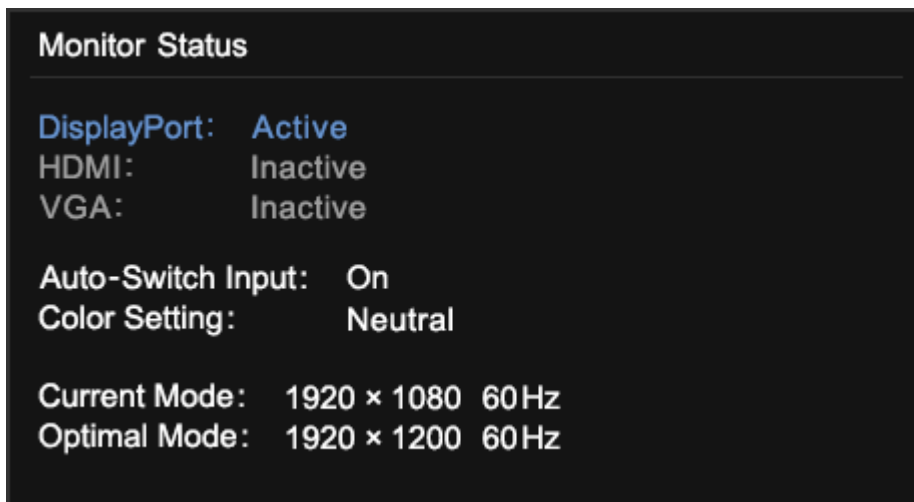 Monitor Status
DisplayPort: Active
HDMI: Inactive
VGA: Inactive
Auto-Switch Input: On
Color Setting: Neutral
Current Mode: 1920 × 1080 60Hz
Optimal Mode: 1920 × 1200 60Hz